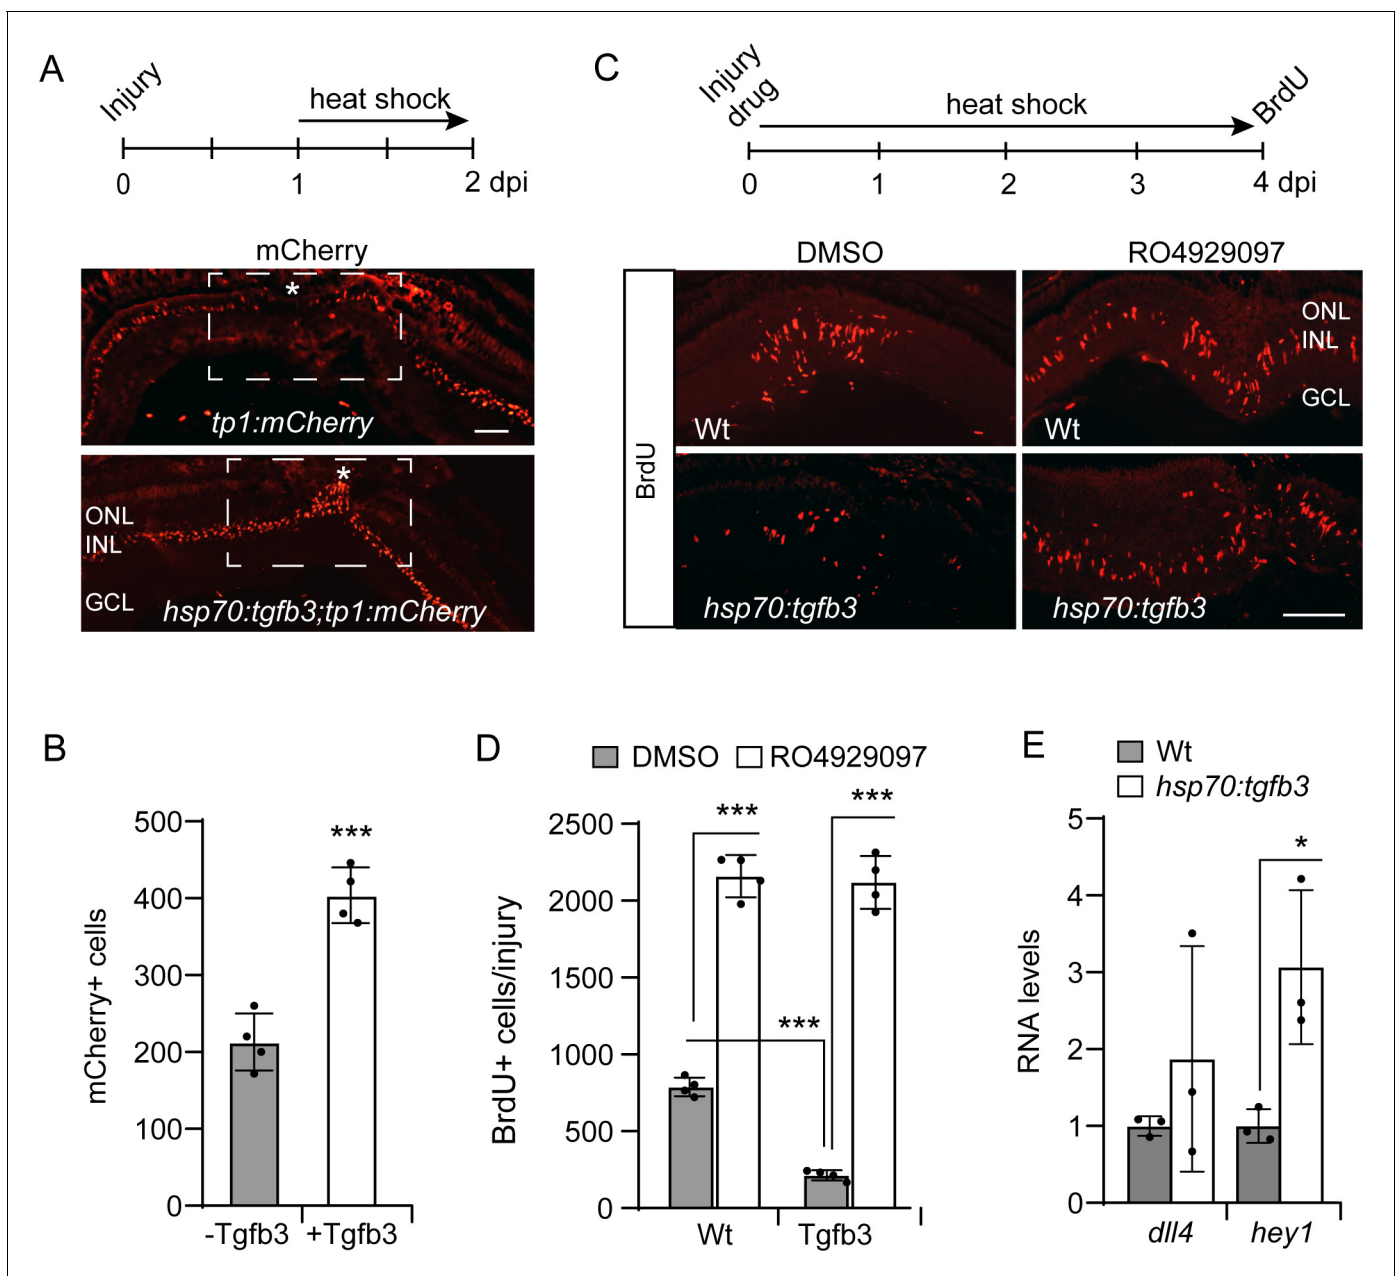 A
Injury
heat shock
0 1 2 dpi
mCherry
*
tp1:mCherry
*
ONL
INL
GCL
hsp70:tgfb3;tp1:mCherry
C
Injury
drug
heat shock
BrdU
0 1 2 3 4 dpi
DMSO RO4929097
BrdU
Wt
Wt
ONL
INL
GCL
hsp70:tgfb3
hsp70:tgfb3
B
mCherry+ cells
500
400
300
200
100
0
***
-Tgfb3 +Tgfb3
D
DMSO RO4929097
BrdU+ cells/injury
2500
2000
1500
1000
500
0
***
***
***
Wt Tgfb3
E
Wt
hsp70:tgfb3
RNA levels
5
4
3
2
1
0
*
dll4 hey1